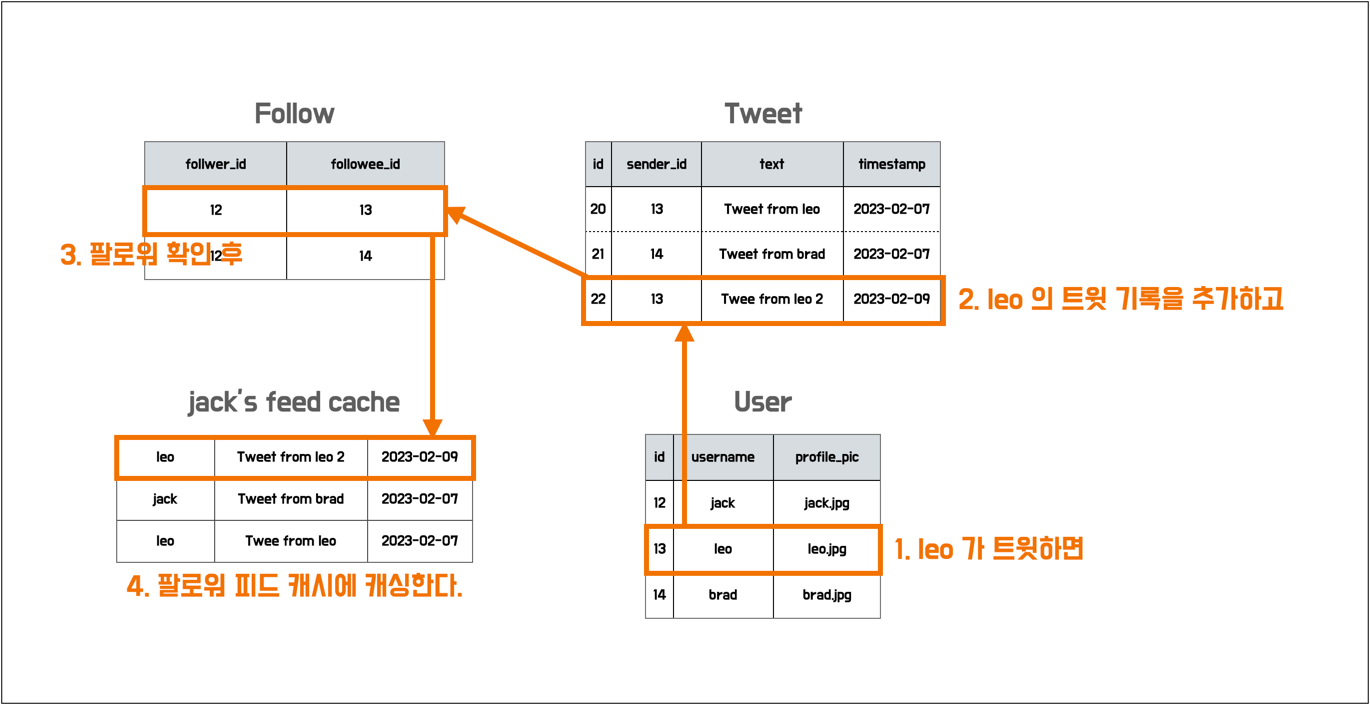 Follow
follwer_id followee_id
12 13
12 14
3. 팔로워 확인 후
Tweet
id sender_id text timestamp
20 13 Tweet from leo 2023-02-07
21 14 Tweet from brad 2023-02-07
22 13 Twee from leo 2 2023-02-09
2. leo 의 트윗 기록을 추가하고
jack's feed cache
leo Tweet from leo 2 2023-02-09
jack Tweet from brad 2023-02-07
leo Twee from leo 2023-02-07
4. 팔로워 피드 캐시에 캐싱한다.
User
id username profile_pic
12 jack jack.jpg
13 leo leo.jpg
14 brad brad.jpg
1. leo 가 트윗하면